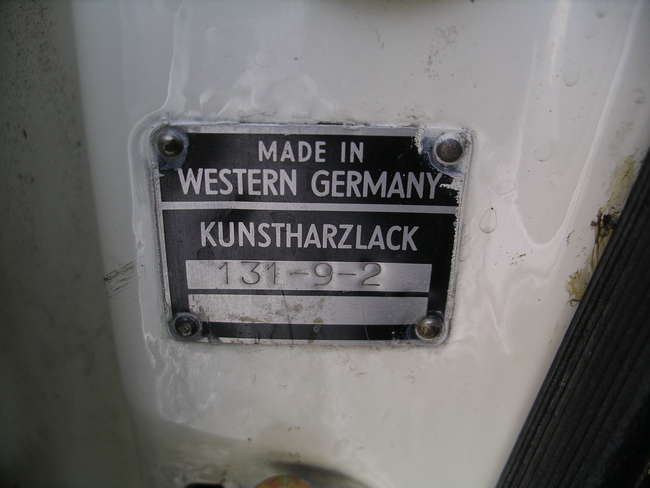 MADE IN
WESTERN GERMANY
KUNSTHARZLACK
131-9-2